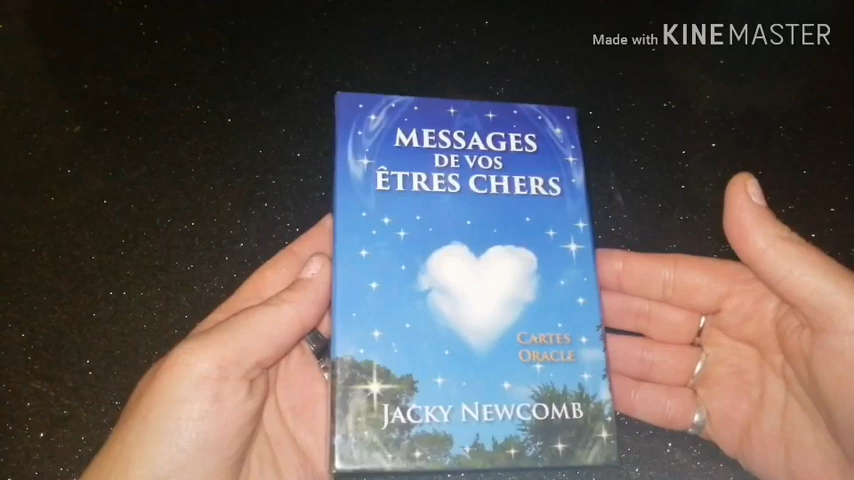 Made with KINEMASTER
MESSAGES
DE VOS
ÊTRES CHERS
CARTES
ORACLE
JACKY NEWCOMB